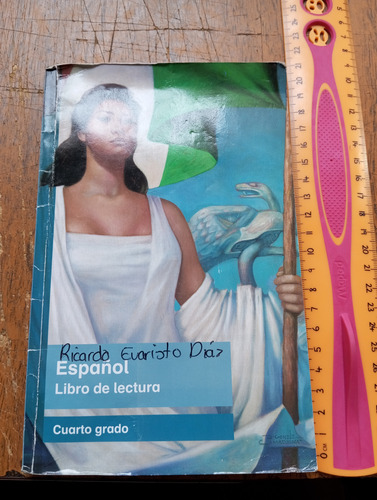 Ricardo Evaristo Díaz
Español
Libro de lectura
Cuarto grado